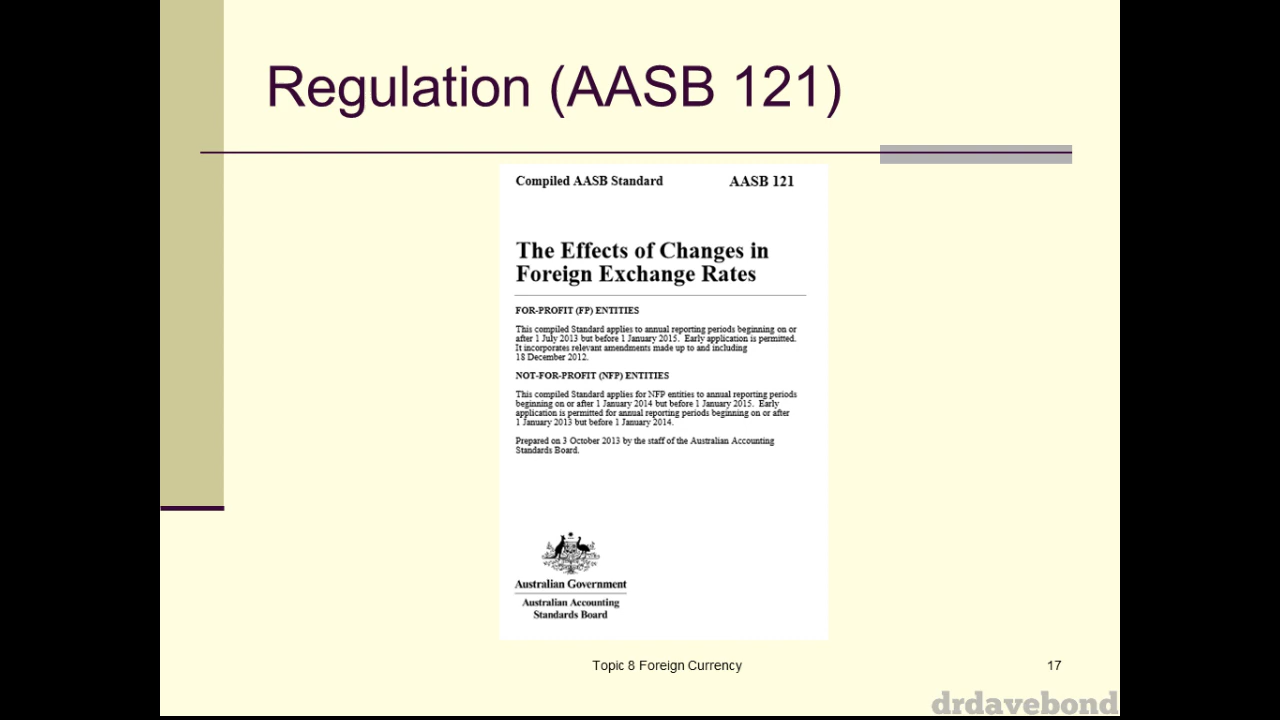 Regulation (AASB 121)
Compiled AASB Standard AASB 121
The Effects of Changes in
Foreign Exchange Rates
FOR-PROFIT (FP) ENTITIES
This compiled Standard applies to annual reporting periods beginning on or
after 1 July 2013 but before 1 January 2015. Early application is permitted.
It incorporates relevant amendments made up to and including
18 December 2012.
NOT-FOR-PROFIT (NFP) ENTITIES
This compiled Standard applies for NFP entities to annual reporting periods
beginning on or after 1 January 2014 but before 1 January 2015. Early
application is permitted for annual reporting periods beginning on or after
1 January 2013 but before 1 January 2014.
Prepared on 3 October 2013 by the staff of the Australian Accounting
Standards Board.
Australian Government
Australian Accounting
Standards Board
Topic 8 Foreign Currency 17
drdavebond